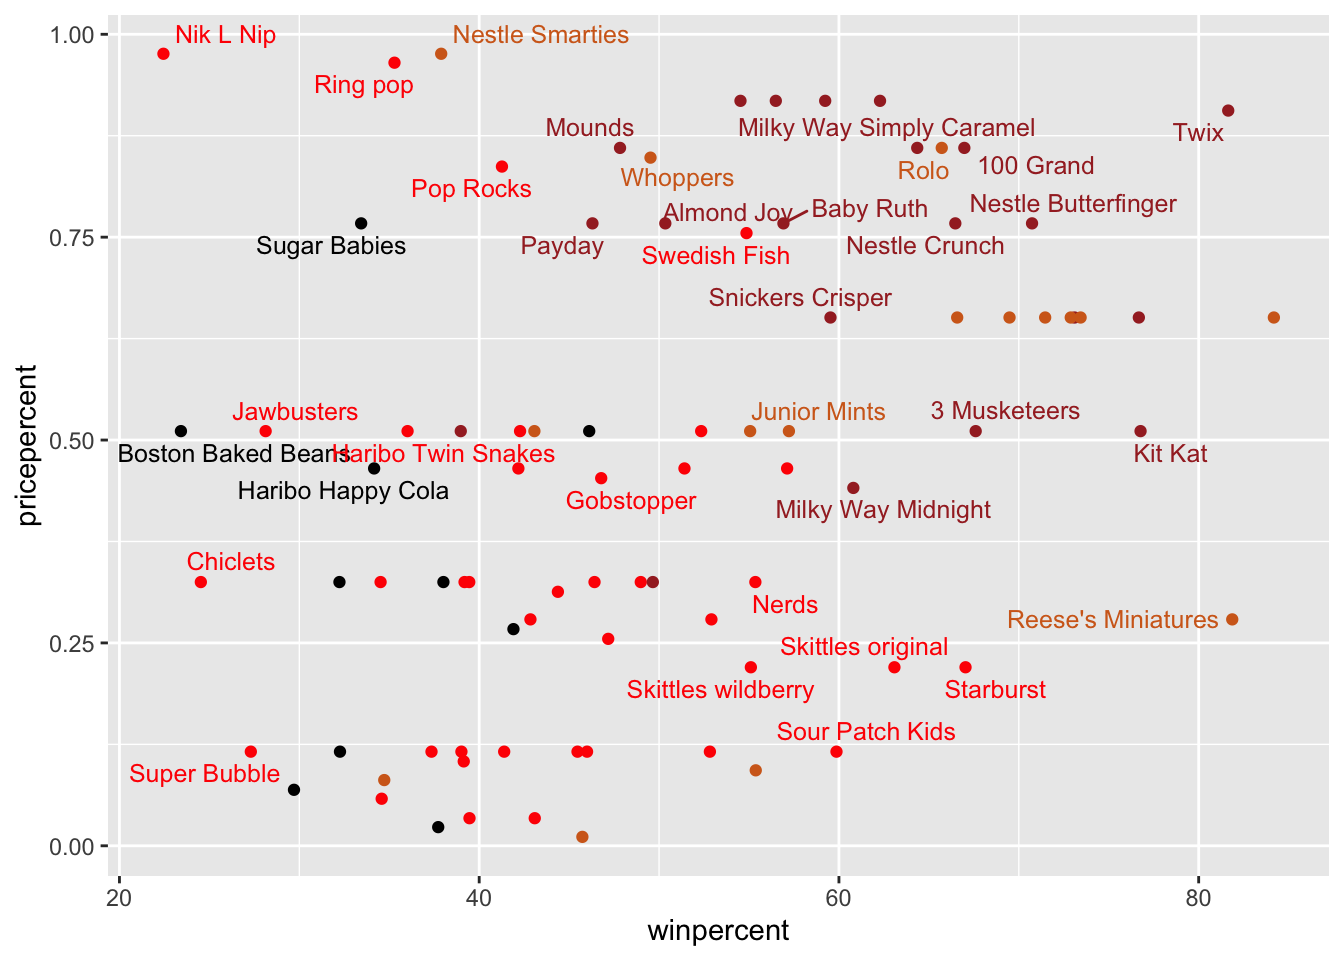 1.00
Nik L Nip
Nestle Smarties
Ring pop
Mounds
Milky Way Simply Caramel
Twix
Whoppers
Rolo
100 Grand
Pop Rocks
Almond Joy
Baby Ruth
Nestle Butterfinger
0.75
Sugar Babies
Payday
Swedish Fish
Nestle Crunch
Snickers Crisper
pricepercent
0.50
Jawbusters
Junior Mints
3 Musketeers
Boston Baked Beans
Haribo Twin Snakes
Kit Kat
Haribo Happy Cola
Gobstopper
Milky Way Midnight
Chiclets
Nerds
Reese's Miniatures
0.25
Skittles original
Skittles wildberry
Starburst
Sour Patch Kids
Super Bubble
0.00
20
40
60
80
winpercent